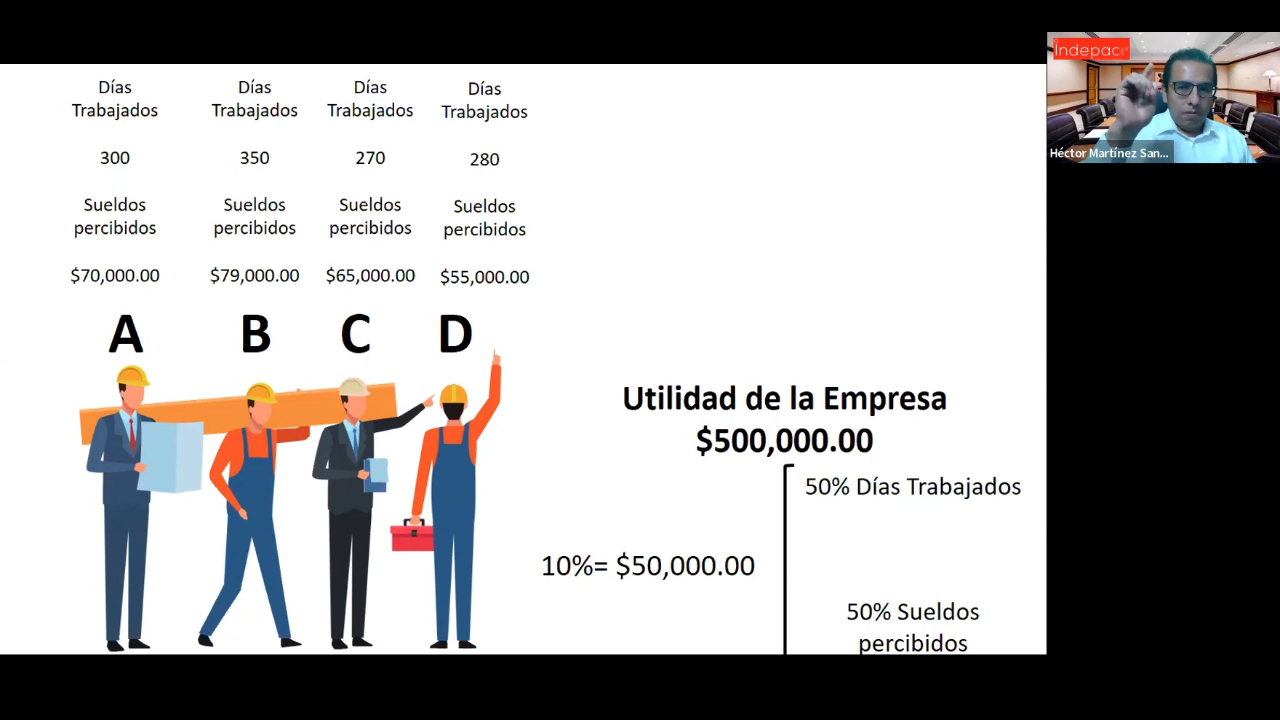 Días
Trabajados
300
Sueldos
percibidos
$70,000.00
A
Días
Trabajados
350
Sueldos
percibidos
$79,000.00
B
Días
Trabajados
270
Sueldos
percibidos
$65,000.00
C
Días
Trabajados
280
Sueldos
percibidos
$55,000.00
D
Utilidad de la Empresa
$500,000.00
50% Días Trabajados
10%= $50,000.00
50% Sueldos
percibidos
Indepac
Héctor Martínez San...